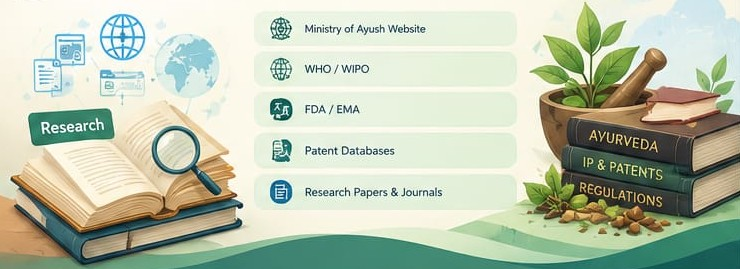 Research
Ministry of Ayush Website
WHO / WIPO
FDA / EMA
Patent Databases
Research Papers & Journals
AYURVEDA
IP & PATENTS
REGULATIONS